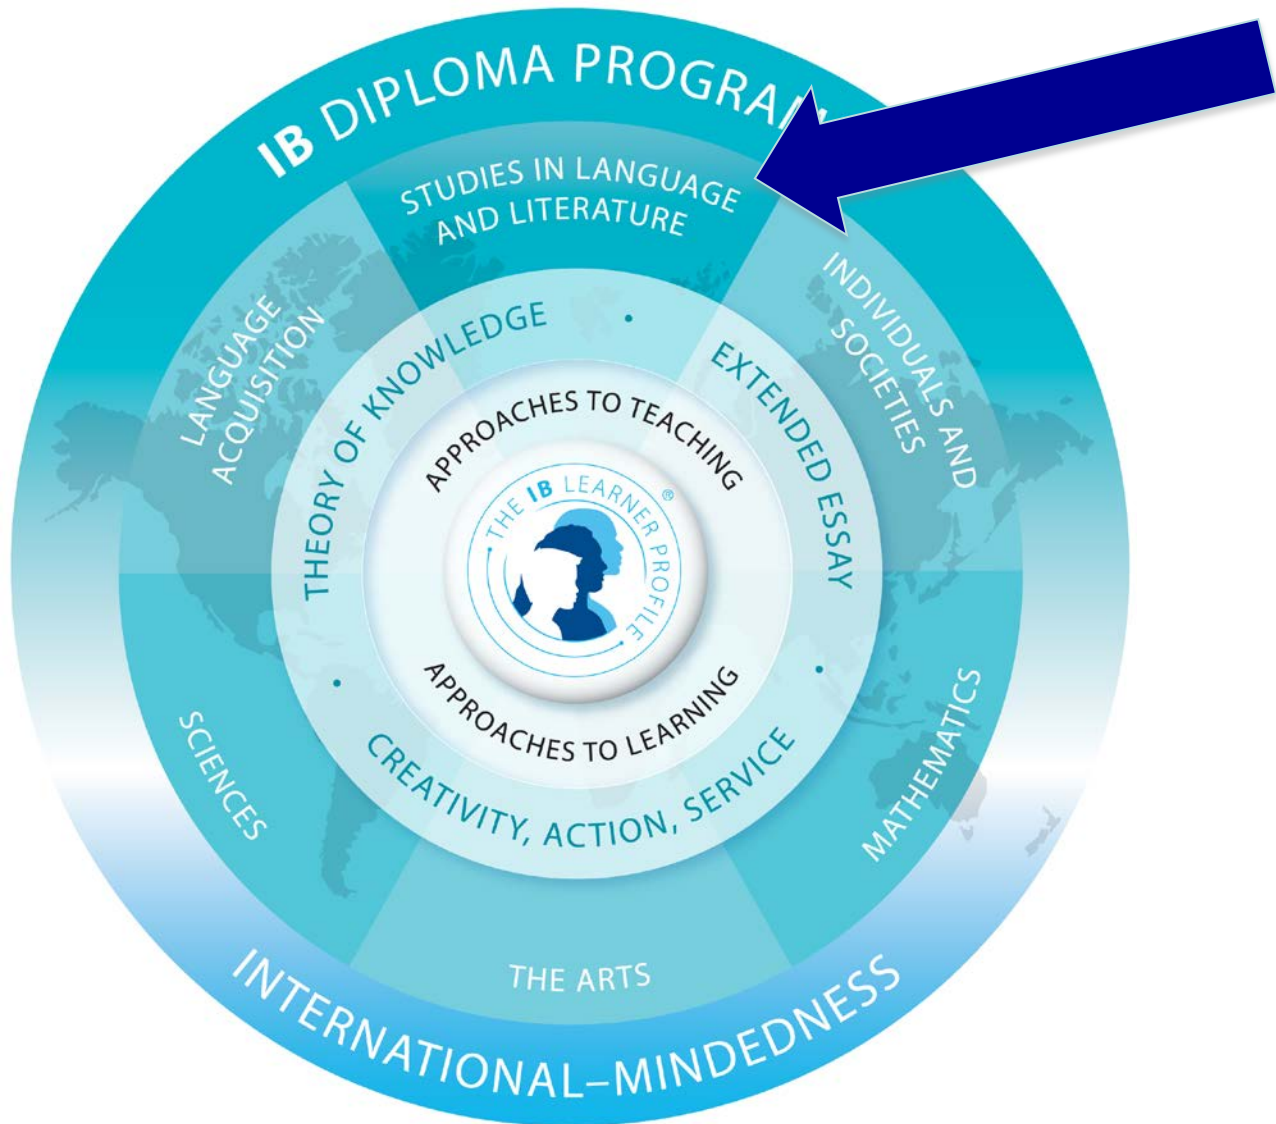 IB DIPLOMA PROGRAM
STUDIES IN LANGUAGE
AND LITERATURE
LANGUAGE
ACQUISITION
INDIVIDUALS AND
SOCIETIES
THEORY OF KNOWLEDGE
EXTENDED ESSAY
APPROACHES TO TEACHING
THE IB LEARNER PROFILE ®
APPROACHES TO LEARNING
CREATIVITY, ACTION, SERVICE
SCIENCES
MATHEMATICS
THE ARTS
INTERNATIONAL–MINDEDNESS